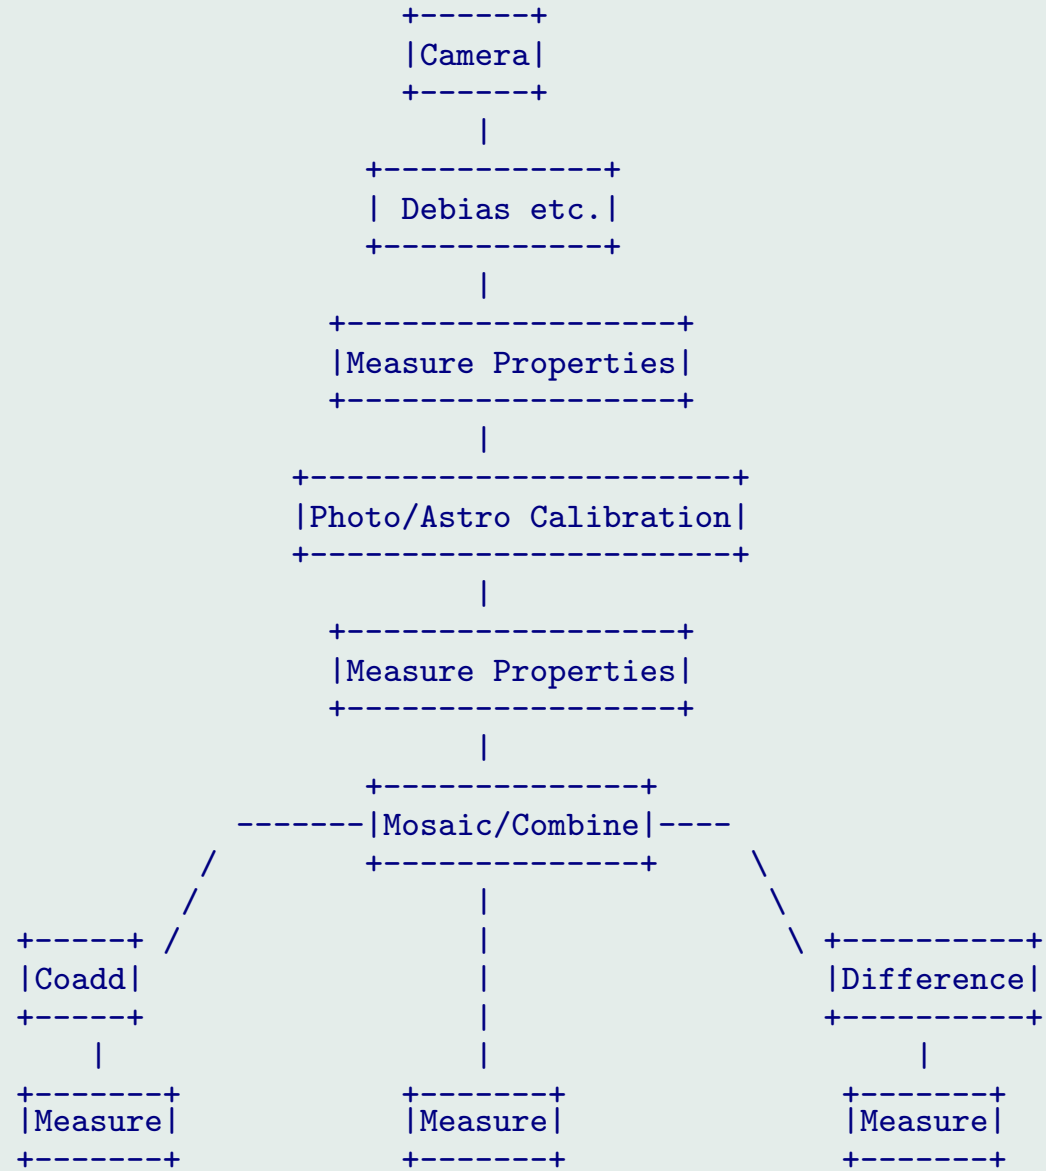 Camera
Debias etc.
Measure Properties
Photo/Astro Calibration
Measure Properties
Mosaic/Combine
Coadd
Difference
Measure
Measure
Measure